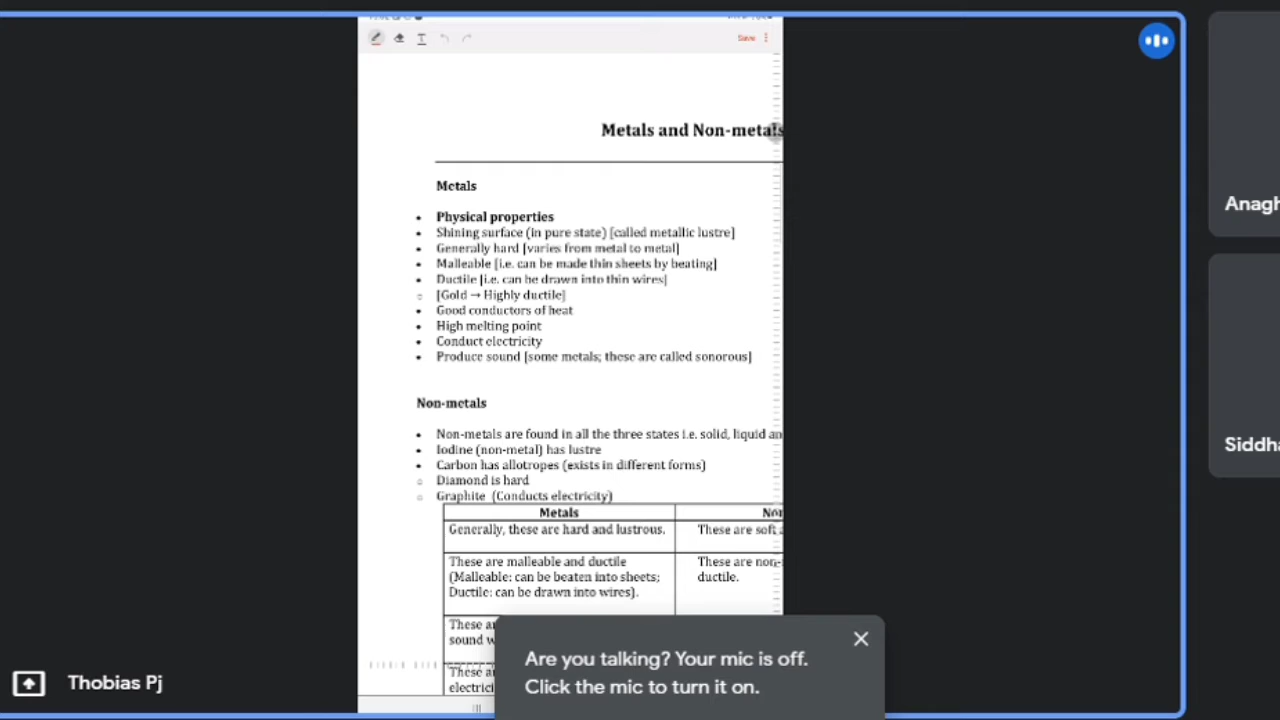 Save
Metals and Non-metals
Metals
Physical properties
Shining surface (in pure state) [called metallic lustre]
Generally hard [varies from metal to metal]
Malleable [i.e. can be made thin sheets by beating]
Ductile [i.e. can be drawn into thin wires]
[Gold → Highly ductile]
Good conductors of heat
High melting point
Conduct electricity
Produce sound [some metals; these are called sonorous]
Non-metals
Non-metals are found in all the three states i.e. solid, liquid an
Iodine (non-metal) has lustre
Carbon has allotropes (exists in different forms)
Diamond is hard
Graphite (Conducts electricity)
Metals
Non
Generally, these are hard and lustrous.
These are soft
These are malleable and ductile
(Malleable: can be beaten into sheets;
Ductile: can be drawn into wires).
These are non-
ductile.
These ar
sound w
These ar
electrici
Are you talking? Your mic is off.
Click the mic to turn it on.
Thobias Pj
Anagh
Siddha